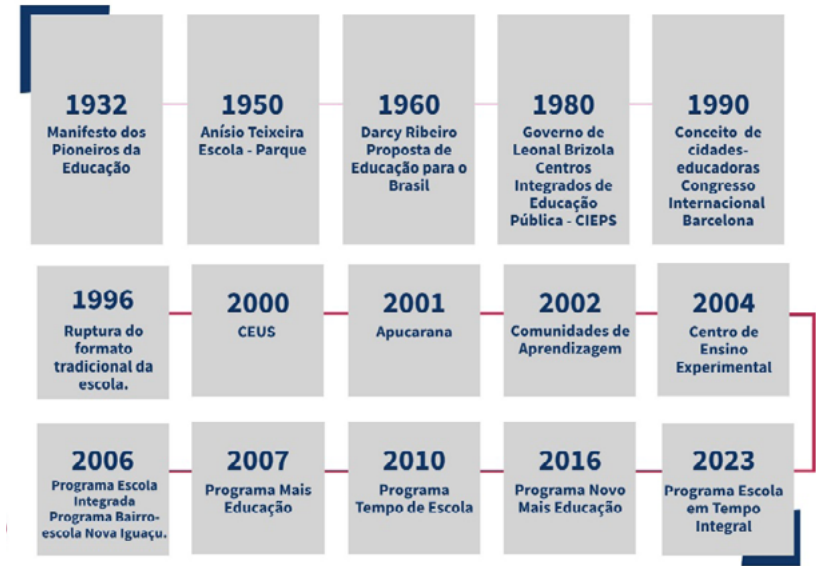 1932
Manifesto dos
Pioneiros da
Educação
1950
Anísio Teixeira
Escola - Parque
1960
Darcy Ribeiro
Proposta de
Educação para o
Brasil
1980
Governo de
Leonal Brizola
Centros
Integrados de
Educação
Pública - CIEPS
1990
Conceito de
cidades-
educadoras
Congresso
Internacional
Barcelona
1996
Ruptura do
formato
tradicional da
escola.
2000
CEUS
2001
Apucarana
2002
Comunidades de
Aprendizagem
2004
Centro de
Ensino
Experimental
2006
Programa Escola
Integrada
Programa Bairro-
escola Nova Iguaçu.
2007
Programa Mais
Educação
2010
Programa
Tempo de Escola
2016
Programa Novo
Mais Educação
2023
Programa Escola
em Tempo
Integral